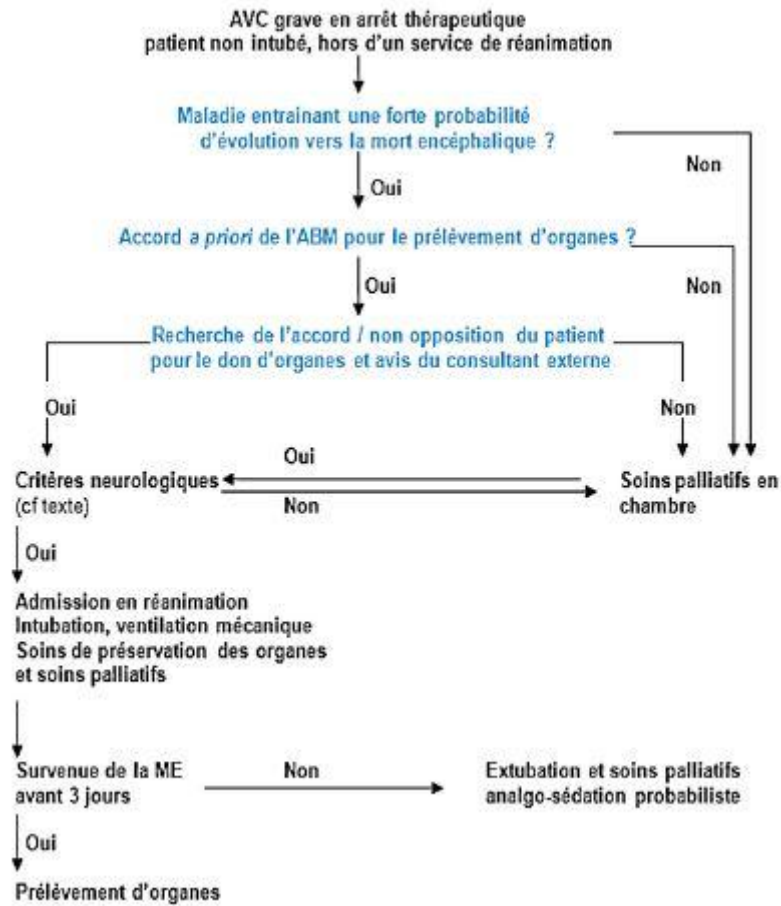 AVC grave en arrêt thérapeutique
patient non intubé, hors d'un service de réanimation
Maladie entrainant une forte probabilité
d'évolution vers la mort encéphalique ?
Non
Oui
Accord a priori de l'ABM pour le prélèvement d'organes ?
Oui
Non
Recherche de l'accord / non opposition du patient
pour le don d'organes et avis du consultant externe
Oui
Non
Oui
Critères neurologiques
(cf texte)
Non
Soins palliatifs en
chambre
Oui
Admission en réanimation
Intubation, ventilation mécanique
Soins de préservation des organes
et soins palliatifs
Survenue de la ME
avant 3 jours
Non
Extubation et soins palliatifs
analgo-sédation probabiliste
Oui
Prélèvement d'organes